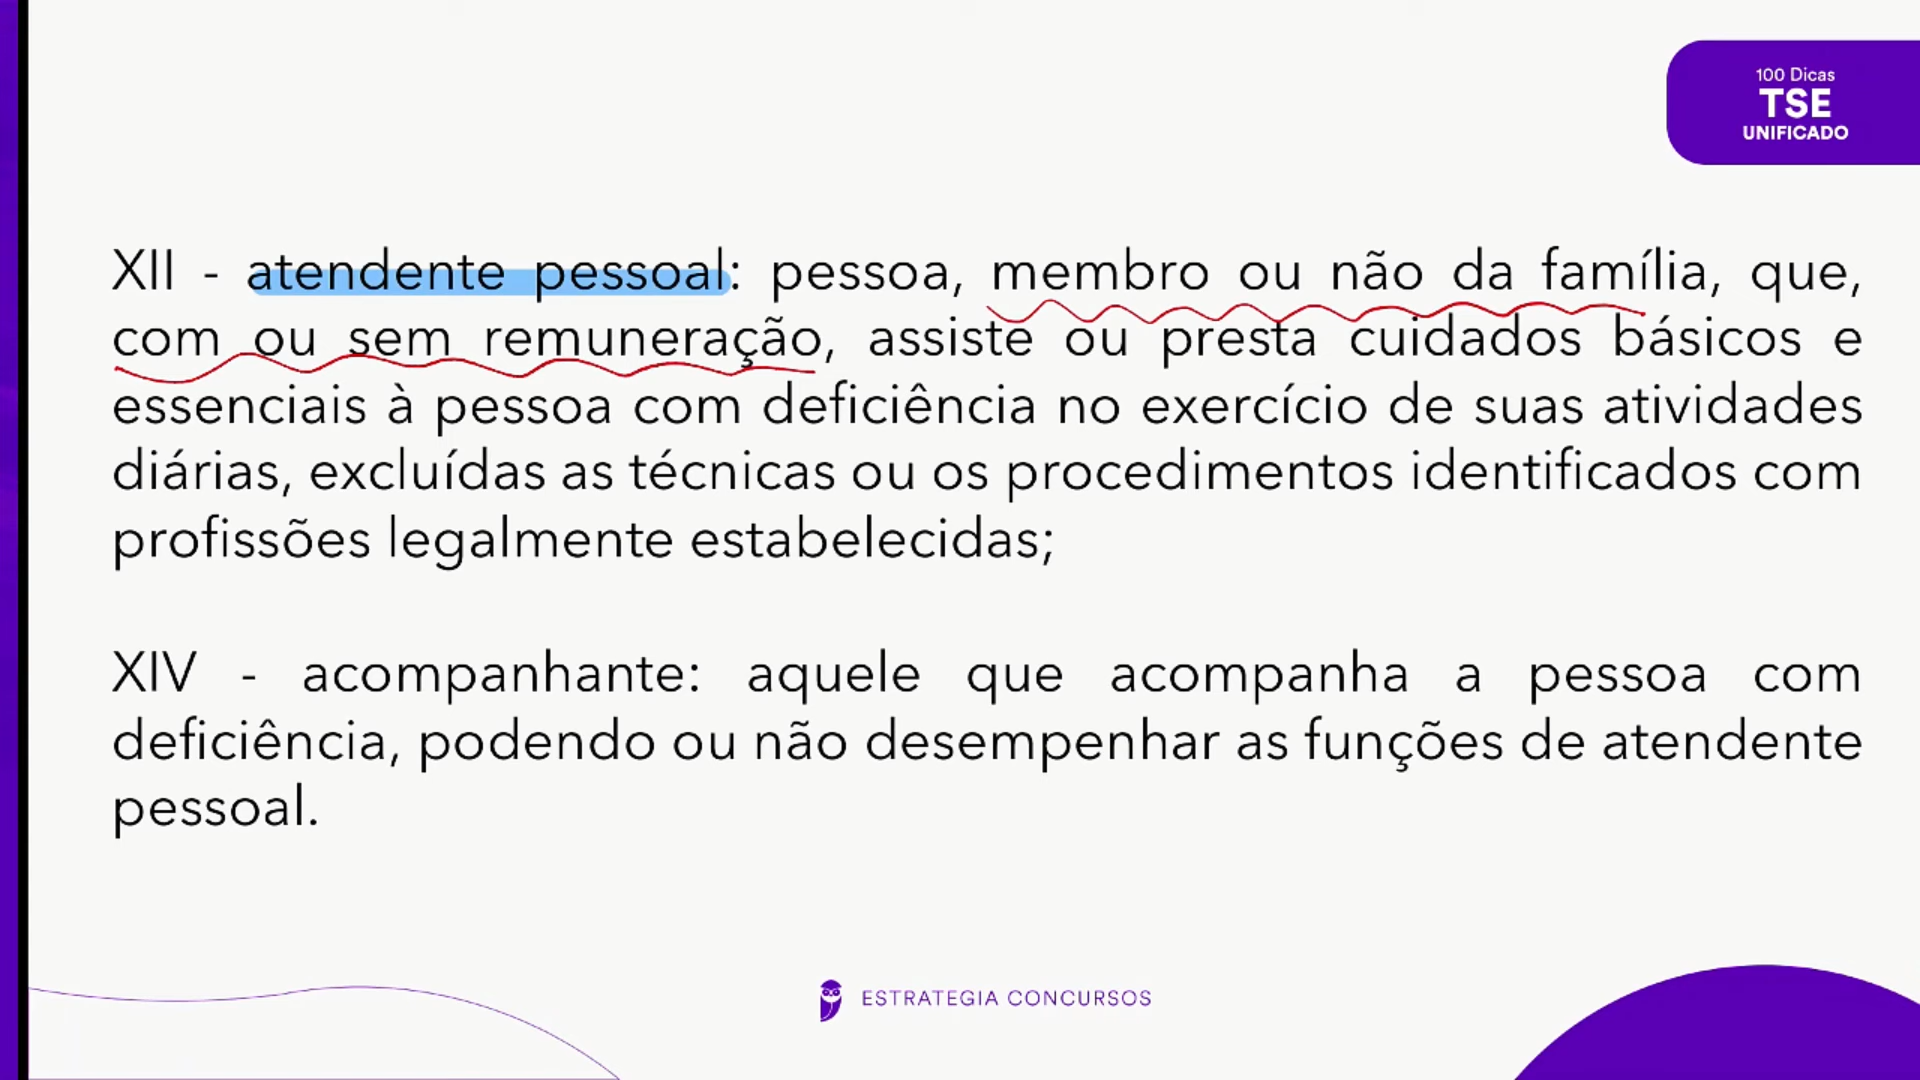 100 Dicas
TSE
UNIFICADO
XII - atendente pessoal: pessoa, membro ou não da família, que,
com ou sem remuneração, assiste ou presta cuidados básicos e
essenciais à pessoa com deficiência no exercício de suas atividades
diárias, excluídas as técnicas ou os procedimentos identificados com
profissões legalmente estabelecidas;
XIV - acompanhante: aquele que acompanha a pessoa com
deficiência, podendo ou não desempenhar as funções de atendente
pessoal.
ESTRATEGIA CONCURSOS